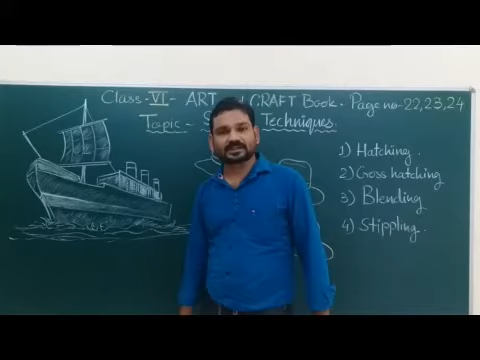 Class-VI- ART CRAFT Book. Page no-22,23,24
Topic - S Techniques.
1) Hatching.
2) Cross hatching
3) Blending
4) Stippling.